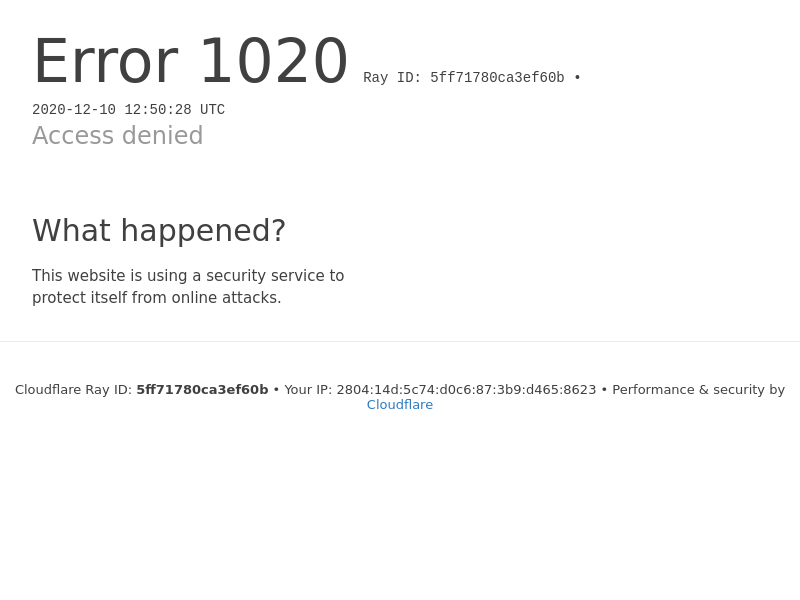 Error 1020 Ray ID: 5ff71780ca3ef60b •
2020-12-10 12:50:28 UTC
Access denied
What happened?
This website is using a security service to
protect itself from online attacks.
Cloudflare Ray ID: 5ff71780ca3ef60b • Your IP: 2804:14d:5c74:d0c6:87:3b9:d465:8623 • Performance & security by
Cloudflare